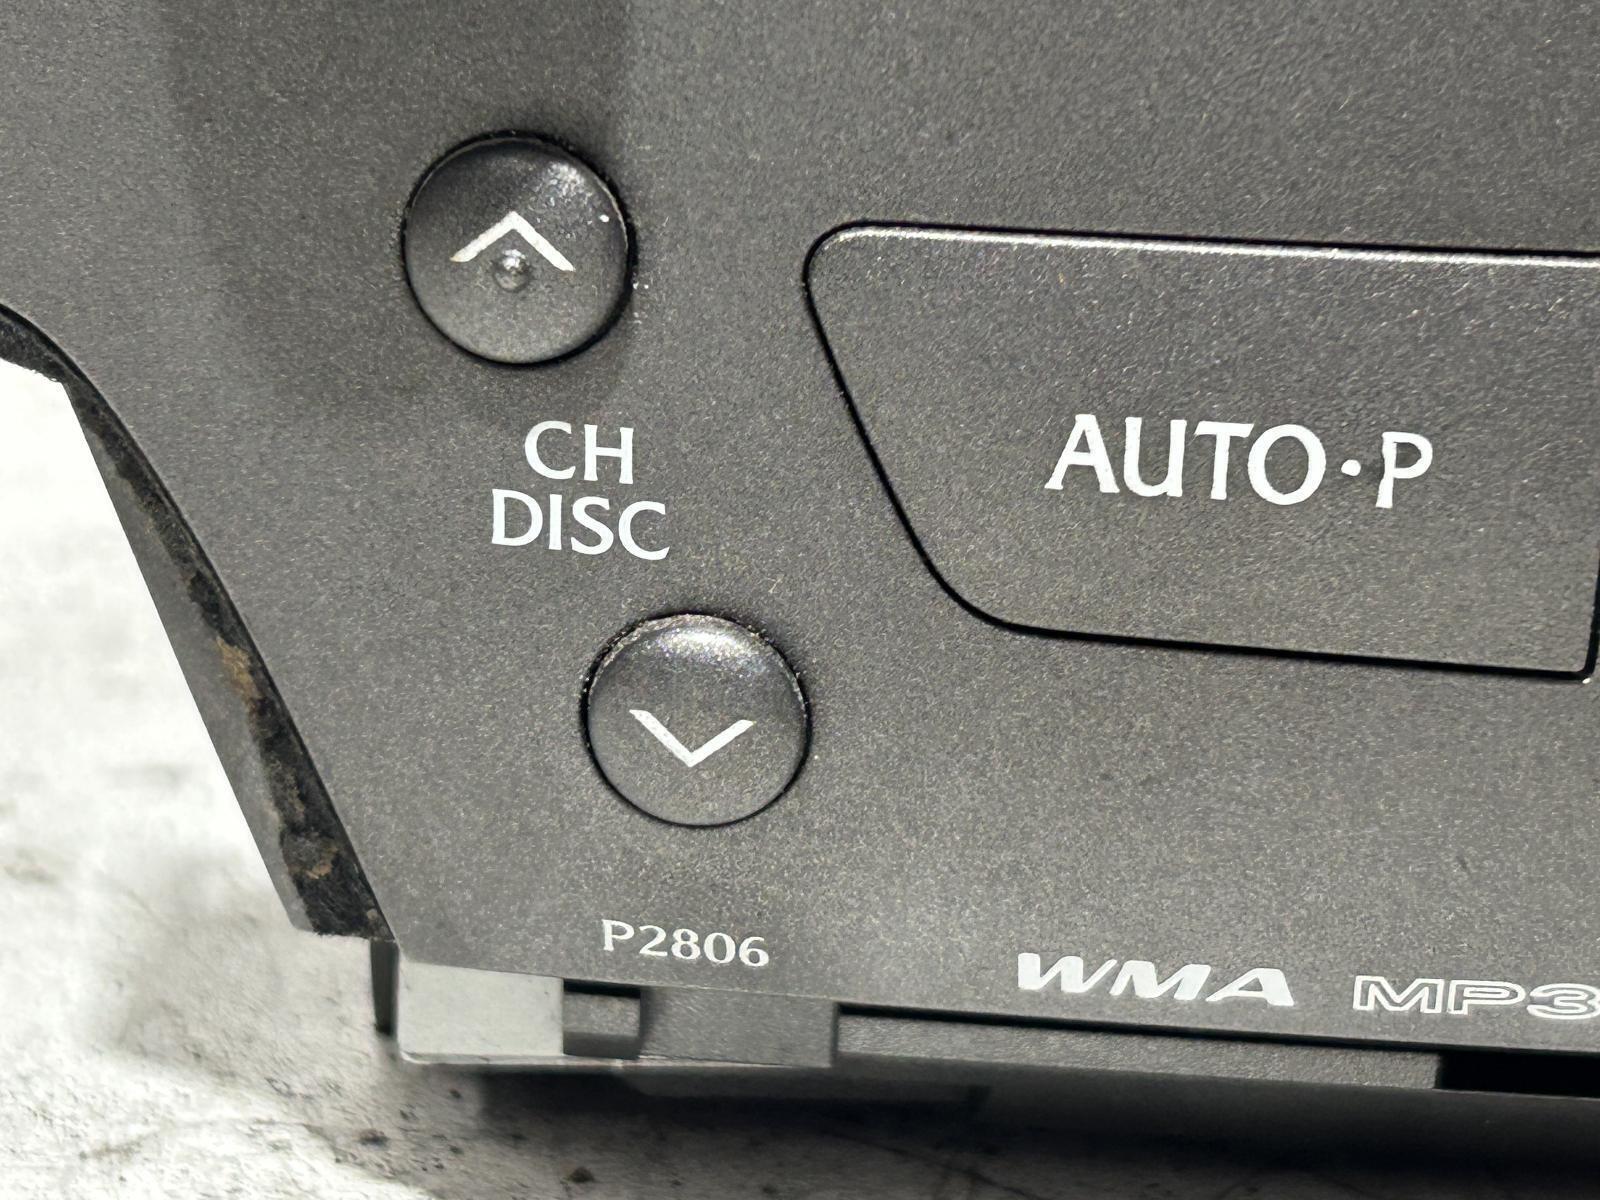 CH
DISC
AUTO·P
P2806
WMA MP3